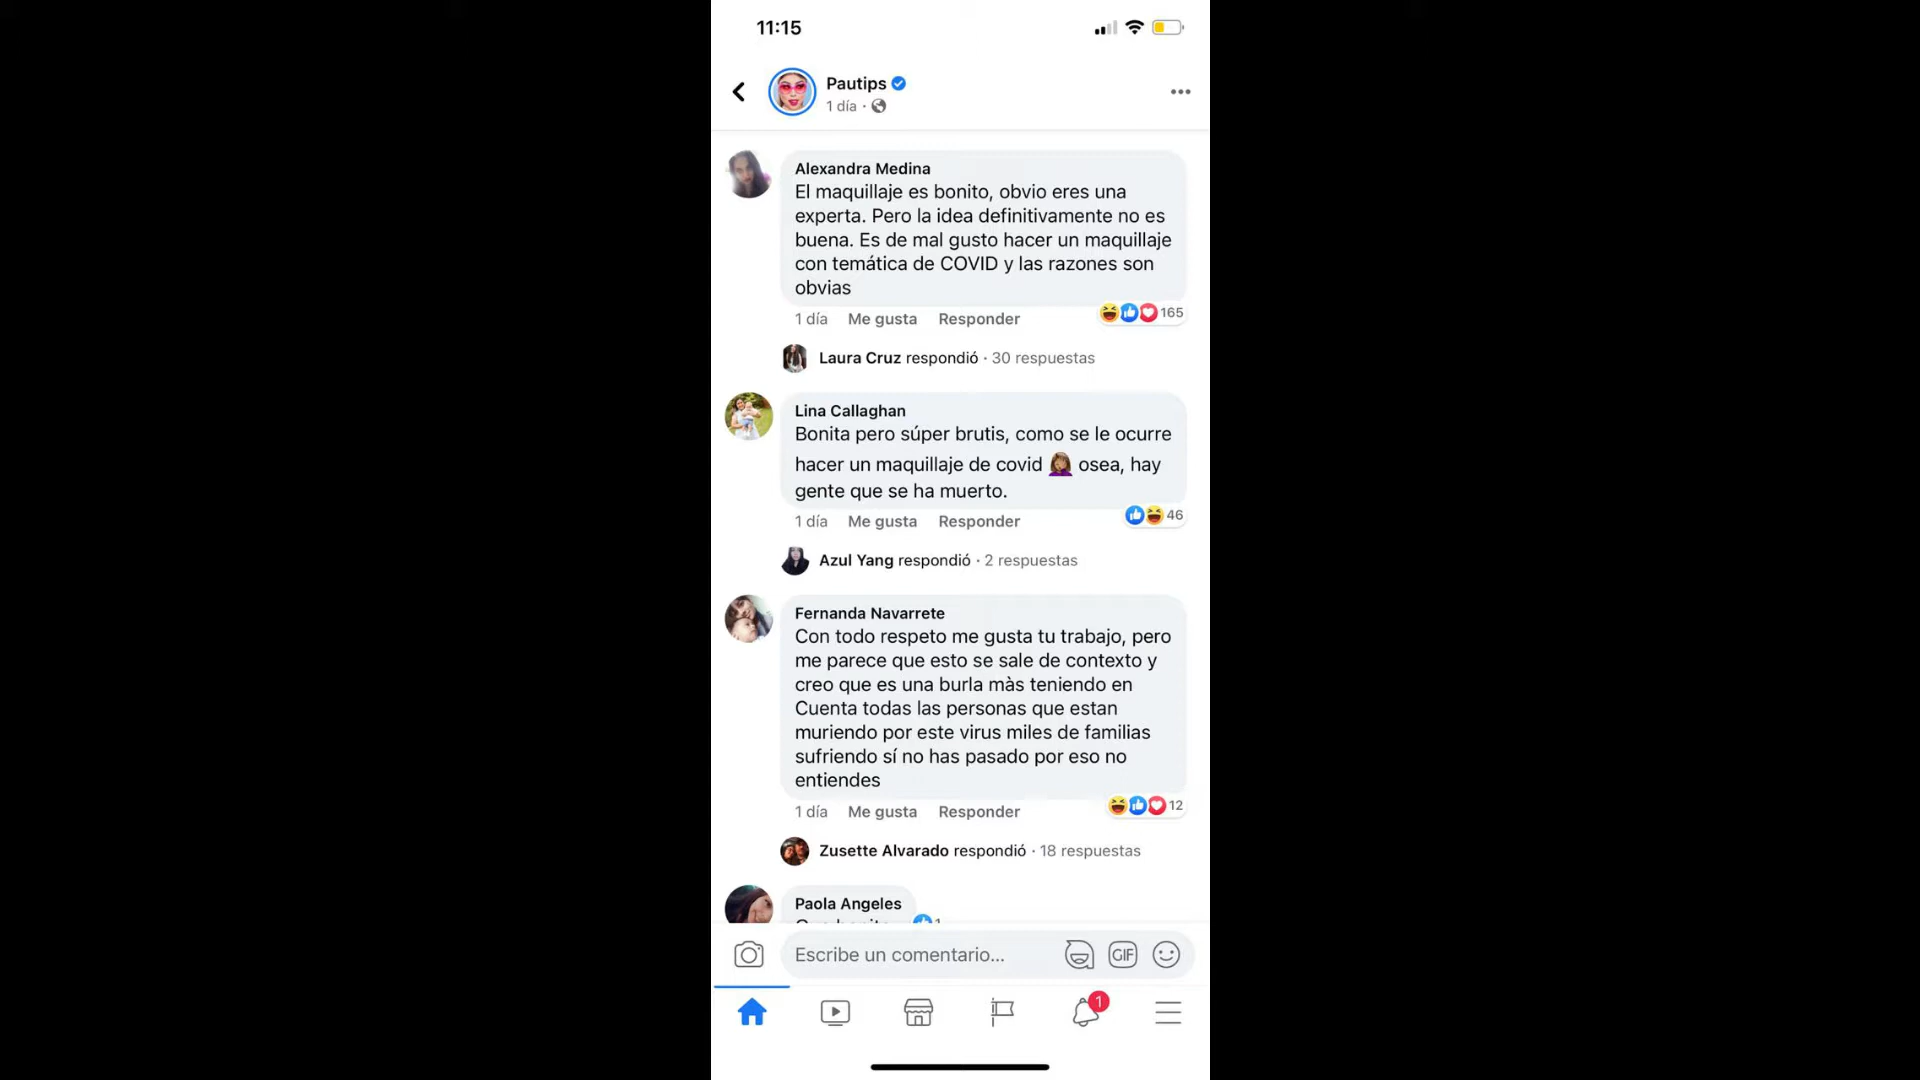 11:15
Pautips
1 día ·
Alexandra Medina
El maquillaje es bonito, obvio eres una
experta. Pero la idea definitivamente no es
buena. Es de mal gusto hacer un maquillaje
con temática de COVID y las razones son
obvias
1 día Me gusta Responder 165
Laura Cruz respondió · 30 respuestas
Lina Callaghan
Bonita pero súper brutis, como se le ocurre
hacer un maquillaje de covid 🤦🏽‍♀️ osea, hay
gente que se ha muerto.
1 día Me gusta Responder 46
Azul Yang respondió · 2 respuestas
Fernanda Navarrete
Con todo respeto me gusta tu trabajo, pero
me parece que esto se sale de contexto y
creo que es una burla màs teniendo en
Cuenta todas las personas que estan
muriendo por este virus miles de familias
sufriendo sí no has pasado por eso no
entiendes
1 día Me gusta Responder 12
Zusette Alvarado respondió · 18 respuestas
Paola Angeles
Escribe un comentario... GIF
1